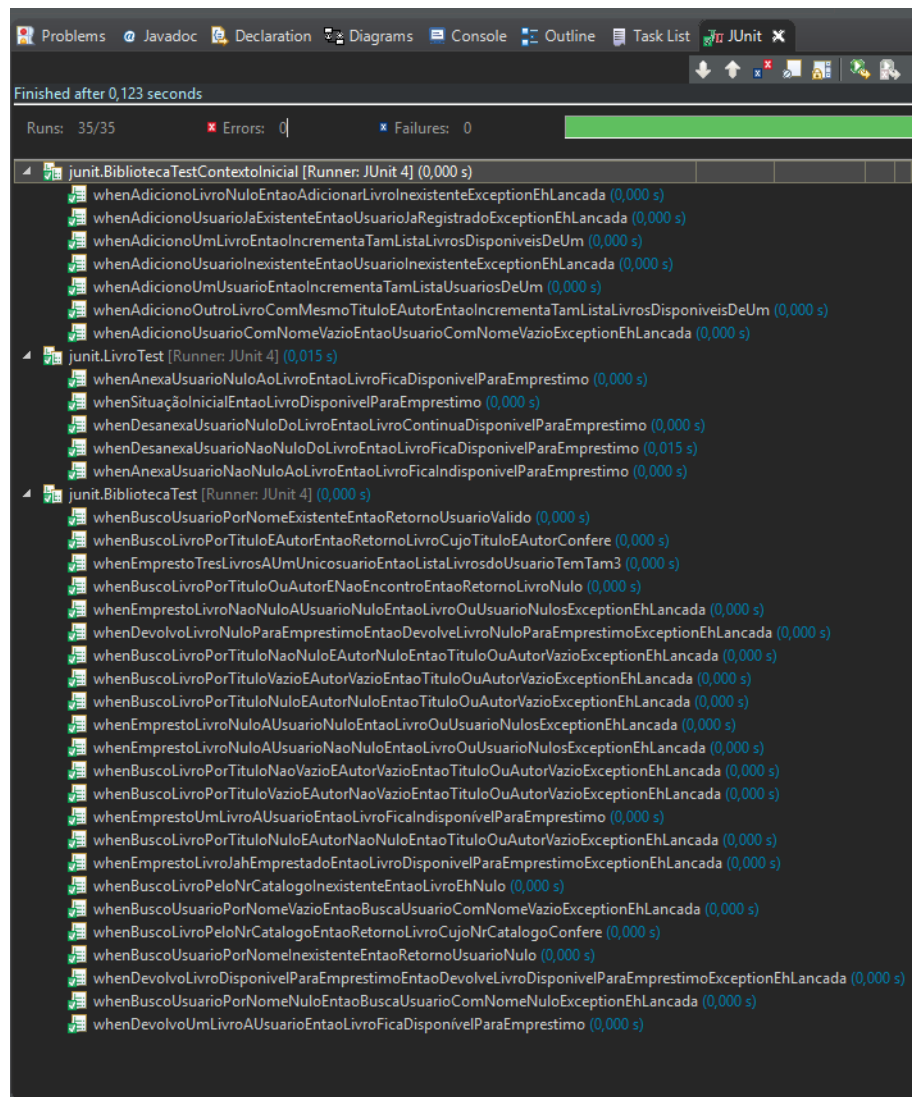 Problems Javadoc Declaration Diagrams Console Outline Task List JUnit
Finished after 0,123 seconds
Runs: 35/35 Errors: 0 Failures: 0
junit.BibliotecaTestContextoInicial [Runner: JUnit 4] (0,000 s)
whenAdicionoLivroNuloEntaoAdicionarLivroInexistenteExceptionEhLancada (0,000 s)
whenAdicionoUsuarioJaExistenteEntaoUsuarioJaRegistradoExceptionEhLancada (0,000 s)
whenAdicionoUmLivroEntaoIncrementaTamListaLivrosDisponiveisDeUm (0,000 s)
whenAdicionoUsuarioInexistenteEntaoUsuarioInexistenteExceptionEhLancada (0,000 s)
whenAdicionoUmUsuarioEntaoIncrementaTamListaUsuariosDeUm (0,000 s)
whenAdicionoOutroLivroComMesmoTituloEAutorEntaoIncrementaTamListaLivrosDisponiveisDeUm (0,000 s)
whenAdicionoUsuarioComNomeVazioEntaoUsuarioComNomeVazioExceptionEhLancada (0,000 s)
junit.LivroTest [Runner: JUnit 4] (0,015 s)
whenAnexaUsuarioNuloAoLivroEntaoLivroFicaDisponivelParaEmprestimo (0,000 s)
whenSituaçãoInicialEntaoLivroDisponivelParaEmprestimo (0,000 s)
whenDesanexaUsuarioNuloDoLivroEntaoLivroContinuaDisponivelParaEmprestimo (0,000 s)
whenDesanexaUsuarioNaoNuloDoLivroEntaoLivroFicaDisponivelParaEmprestimo (0,015 s)
whenAnexaUsuarioNaoNuloAoLivroEntaoLivroFicaIndisponivelParaEmprestimo (0,000 s)
junit.BibliotecaTest [Runner: JUnit 4] (0,000 s)
whenBuscoUsuarioPorNomeExistenteEntaoRetornoUsuarioValido (0,000 s)
whenBuscoLivroPorTituloEAutorEntaoRetornoLivroCujoTituloEAutorConfere (0,000 s)
whenEmprestoTresLivrosAUmUnicosuarioEntaoListaLivrosdoUsuarioTemTam3 (0,000 s)
whenBuscoLivroPorTituloOuAutorENaoEncontroEntaoRetornoLivroNulo (0,000 s)
whenEmprestoLivroNaoNuloAUsuarioNuloEntaoLivroOuUsuarioNulosExceptionEhLancada (0,000 s)
whenDevolvoLivroNuloParaEmprestimoEntaoDevolveLivroNuloParaEmprestimoExceptionEhLancada (0,000 s)
whenBuscoLivroPorTituloNaoNuloEAutorNuloEntaoTituloOuAutorVazioExceptionEhLancada (0,000 s)
whenBuscoLivroPorTituloVazioEAutorVazioEntaoTituloOuAutorVazioExceptionEhLancada (0,000 s)
whenBuscoLivroPorTituloNuloEAutorNuloEntaoTituloOuAutorVazioExceptionEhLancada (0,000 s)
whenEmprestoLivroNuloAUsuarioNuloEntaoLivroOuUsuarioNulosExceptionEhLancada (0,000 s)
whenEmprestoLivroNuloAUsuarioNaoNuloEntaoLivroOuUsuarioNulosExceptionEhLancada (0,000 s)
whenBuscoLivroPorTituloNaoVazioEAutorVazioEntaoTituloOuAutorVazioExceptionEhLancada (0,000 s)
whenBuscoLivroPorTituloVazioEAutorNaoVazioEntaoTituloOuAutorVazioExceptionEhLancada (0,000 s)
whenEmprestoUmLivroAUsuarioEntaoLivroFicaIndisponívelParaEmprestimo (0,000 s)
whenBuscoLivroPorTituloNuloEAutorNaoNuloEntaoTituloOuAutorVazioExceptionEhLancada (0,000 s)
whenEmprestoLivroJahEmprestadoEntaoLivroDisponivelParaEmprestimoExceptionEhLancada (0,000 s)
whenBuscoLivroPeloNrCatalogoInexistenteEntaoLivroEhNulo (0,000 s)
whenBuscoUsuarioPorNomeVazioEntaoBuscaUsuarioComNomeVazioExceptionEhLancada (0,000 s)
whenBuscoLivroPeloNrCatalogoEntaoRetornoLivroCujoNrCatalogoConfere (0,000 s)
whenBuscoUsuarioPorNomeInexistenteEntaoRetornoUsuarioNulo (0,000 s)
whenDevolvoLivroDisponivelParaEmprestimoEntaoDevolveLivroDisponivelParaEmprestimoExceptionEhLancada (0,000 s)
whenBuscoUsuarioPorNomeNuloEntaoBuscaUsuarioComNomeNuloExceptionEhLancada (0,000 s)
whenDevolvoUmLivroAUsuarioEntaoLivroFicaDisponívelParaEmprestimo (0,000 s)